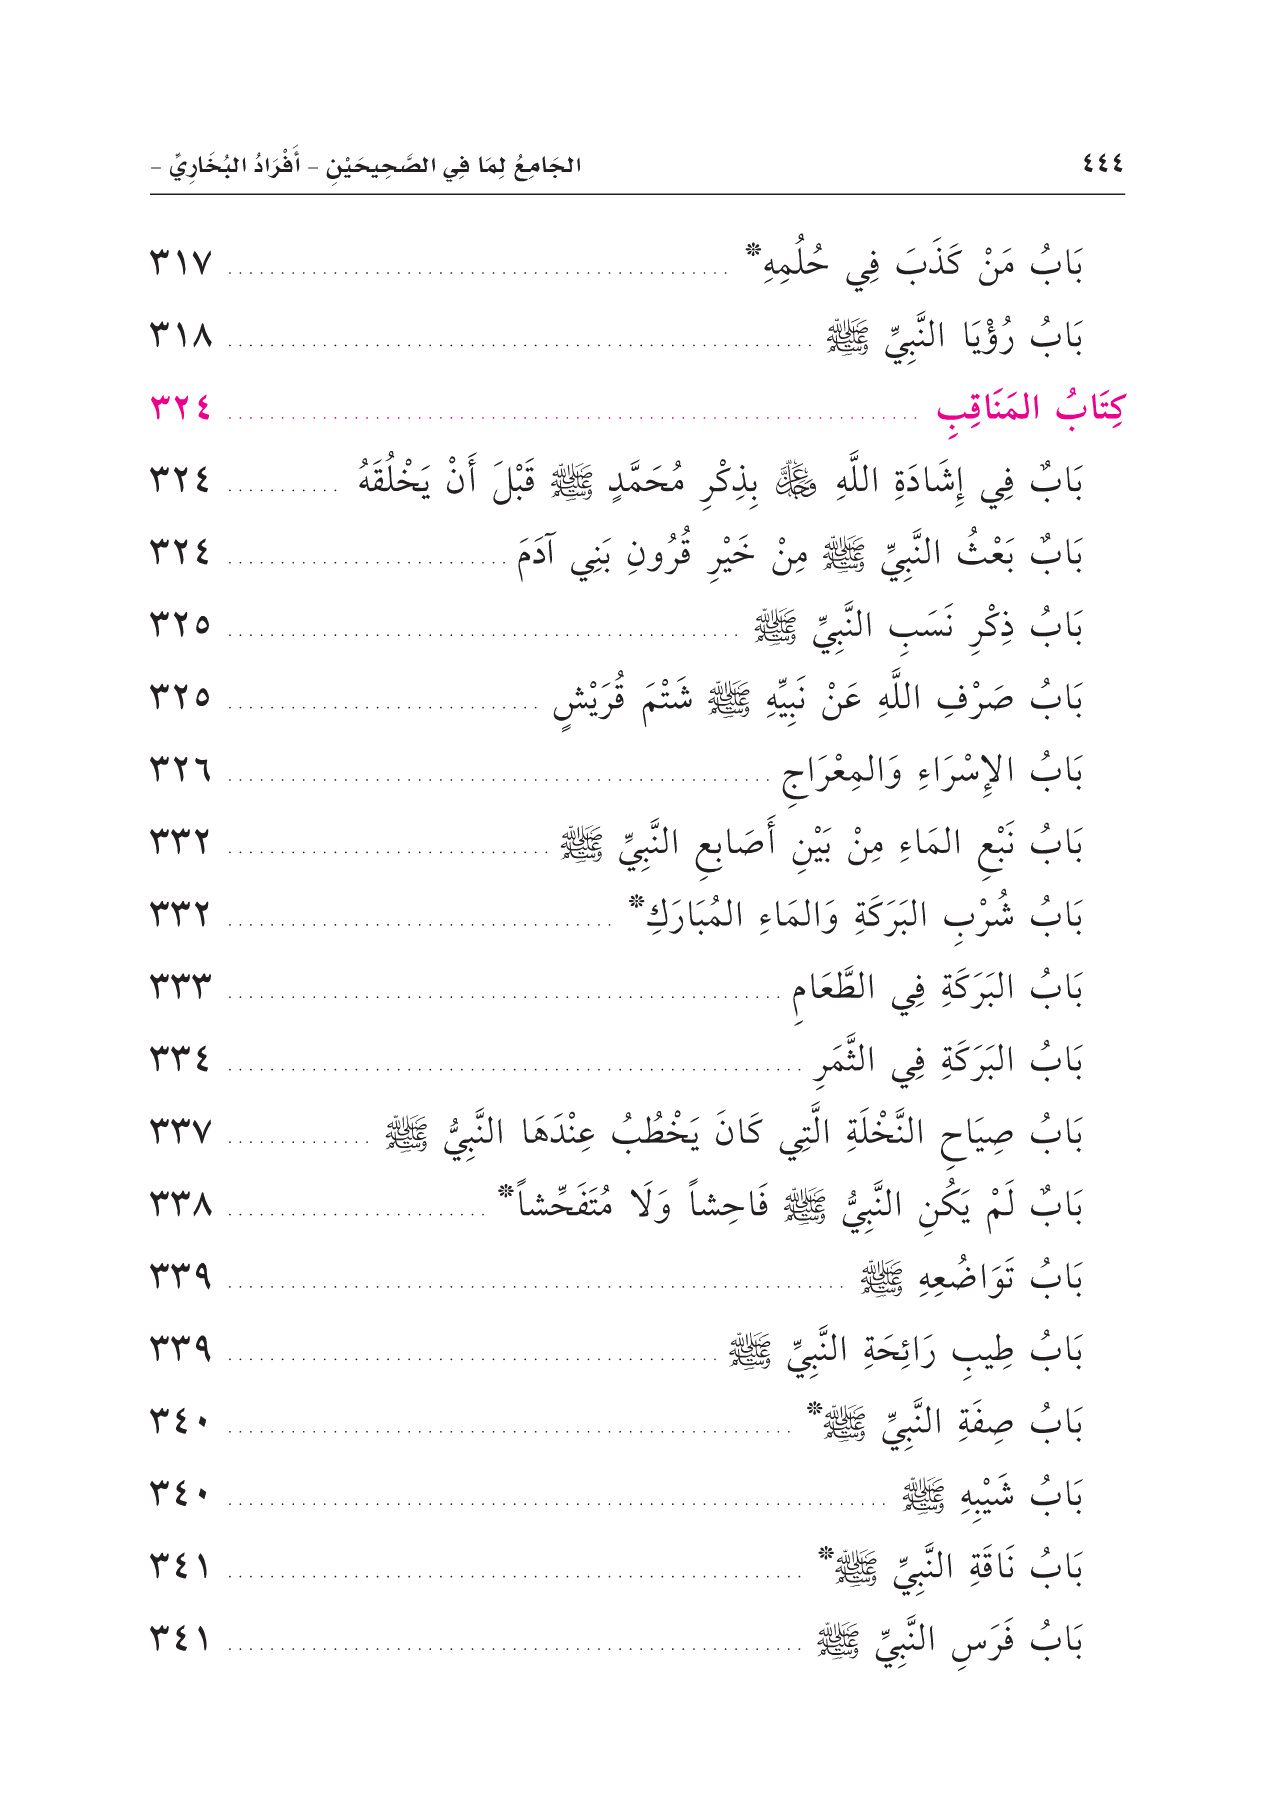 ٤٤٤ الجَامِعُ لِمَا فِي الصَّحِيحَيْنِ – أَفْرَادُ البُخَارِيِّ –
بَابُ مَنْ كَذَبَ فِي حُلُمِهِ* ................ ٣١٧
بَابُ رُؤْيَا النَّبِيِّ ﷺ ................ ٣١٨
كِتَابُ المَنَاقِبِ ................ ٣٢٤
بَابٌ فِي إِشَادَةِ اللَّهِ ﷻ بِذِكْرِ مُحَمَّدٍ ﷺ قَبْلَ أَنْ يَخْلُقَهُ ........... ٣٢٤
بَابٌ بَعْثُ النَّبِيِّ ﷺ مِنْ خَيْرِ قُرُونِ بَنِي آدَمَ ................ ٣٢٤
بَابُ ذِكْرِ نَسَبِ النَّبِيِّ ﷺ ................ ٣٢٥
بَابُ صَرْفِ اللَّهِ عَنْ نَبِيِّهِ ﷺ شَتْمَ قُرَيْشٍ ................ ٣٢٥
بَابُ الإِسْرَاءِ وَالمِعْرَاجِ ................ ٣٢٦
بَابُ نَبْعِ المَاءِ مِنْ بَيْنِ أَصَابِعِ النَّبِيِّ ﷺ ................ ٣٣٢
بَابُ شُرْبِ البَرَكَةِ وَالمَاءِ المُبَارَكِ* ................ ٣٣٢
بَابُ البَرَكَةِ فِي الطَّعَامِ ................ ٣٣٣
بَابُ البَرَكَةِ فِي الثَّمَرِ ................ ٣٣٤
بَابُ صِيَاحِ النَّخْلَةِ الَّتِي كَانَ يَخْطُبُ عِنْدَهَا النَّبِيُّ ﷺ .............. ٣٣٧
بَابٌ لَمْ يَكُنِ النَّبِيُّ ﷺ فَاحِشاً وَلَا مُتَفَحِّشاً* ................ ٣٣٨
بَابُ تَوَاضُعِهِ ﷺ ................ ٣٣٩
بَابُ طِيبِ رَائِحَةِ النَّبِيِّ ﷺ ................ ٣٣٩
بَابُ صِفَةِ النَّبِيِّ ﷺ* ................ ٣٤٠
بَابُ شَيْبِهِ ﷺ ................ ٣٤٠
بَابُ نَاقَةِ النَّبِيِّ ﷺ* ................ ٣٤١
بَابُ فَرَسِ النَّبِيِّ ﷺ ................ ٣٤١